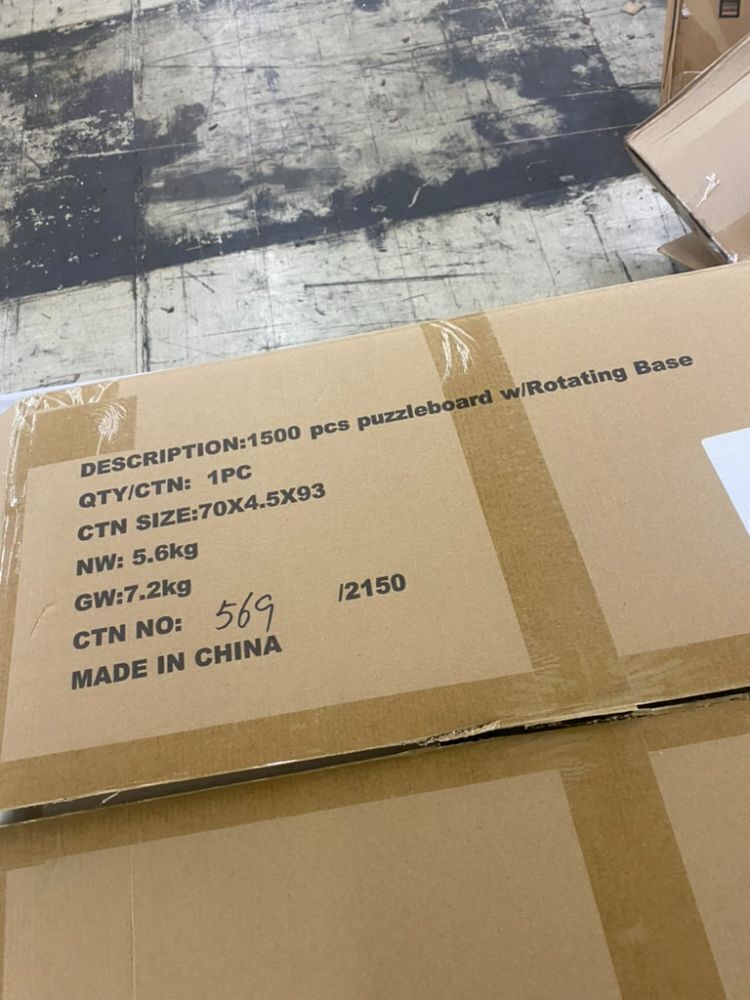 DESCRIPTION:1500 pcs puzzleboard w/Rotating Base
QTY/CTN: 1PC
CTN SIZE:70X4.5X93
NW: 5.6kg
GW:7.2kg
CTN NO: 569 /2150
MADE IN CHINA